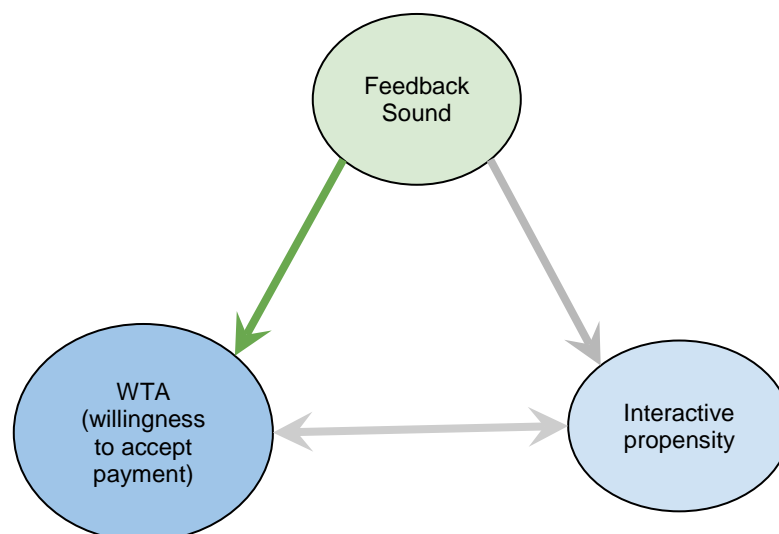 Feedback
Sound
WTA
(willingness
to accept
payment)
Interactive
propensity